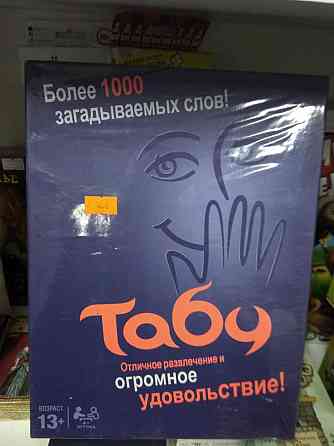 Более 1000
загадываемых слов!
Табу
Отличное развлечение и
огромное
удовольствие!
ВОЗРАСТ
13+